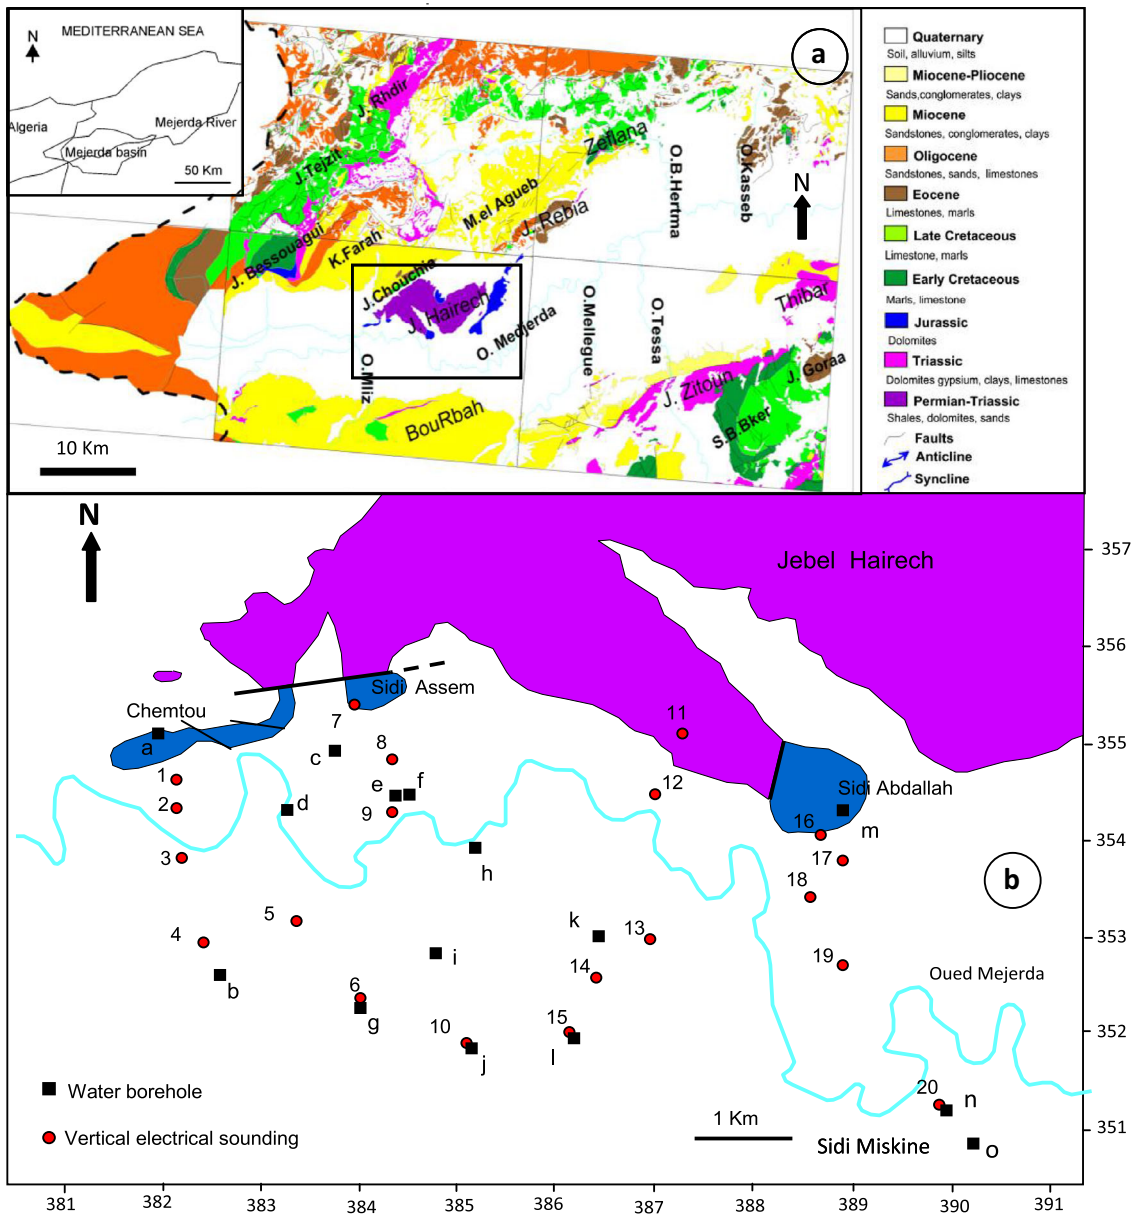 MEDITERRANEAN SEA
N
Algeria
Mejerda River
Mejerda basin
50 Km
a
J. Rhdir
J.Tejzit
Zeflana
O.B.Hertma
O.Kasseb
N
M.el Agueb
J. Rebia
J. Bessouagui
K.Farah
J.Chouchia
J. Hairech
O. Medjerda
O.Mellegue
O.Tessa
Thibar
O.Mliz
J. Zitoun
J. Goraa
BouRbah
S.B.Bker
10 Km
Quaternary
Soil, alluvium, silts
Miocene-Pliocene
Sands,conglomerates, clays
Miocene
Sandstones, conglomerates, clays
Oligocene
Sandstones, sands, limestones
Eocene
Limestones, marls
Late Cretaceous
Limestone, marls
Early Cretaceous
Marls, limestone
Jurassic
Dolomites
Triassic
Dolomites gypsium, clays, limestones
Permian-Triassic
Shales, dolomites, sands
Faults
Anticline
Syncline
N
Jebel Hairech
357
356
Sidi Assem
Chemtou
7
11
a
c
8
355
1
e
f
12
Sidi Abdallah
2
d
9
16
m
354
3
h
17
b
18
5
k
13
4
353
i
14
19
Oued Mejerda
b
6
g
10
15
352
j
l
20
n
Water borehole
1 Km
351
Vertical electrical sounding
Sidi Miskine
o
381
382
383
384
385
386
387
388
389
390
391